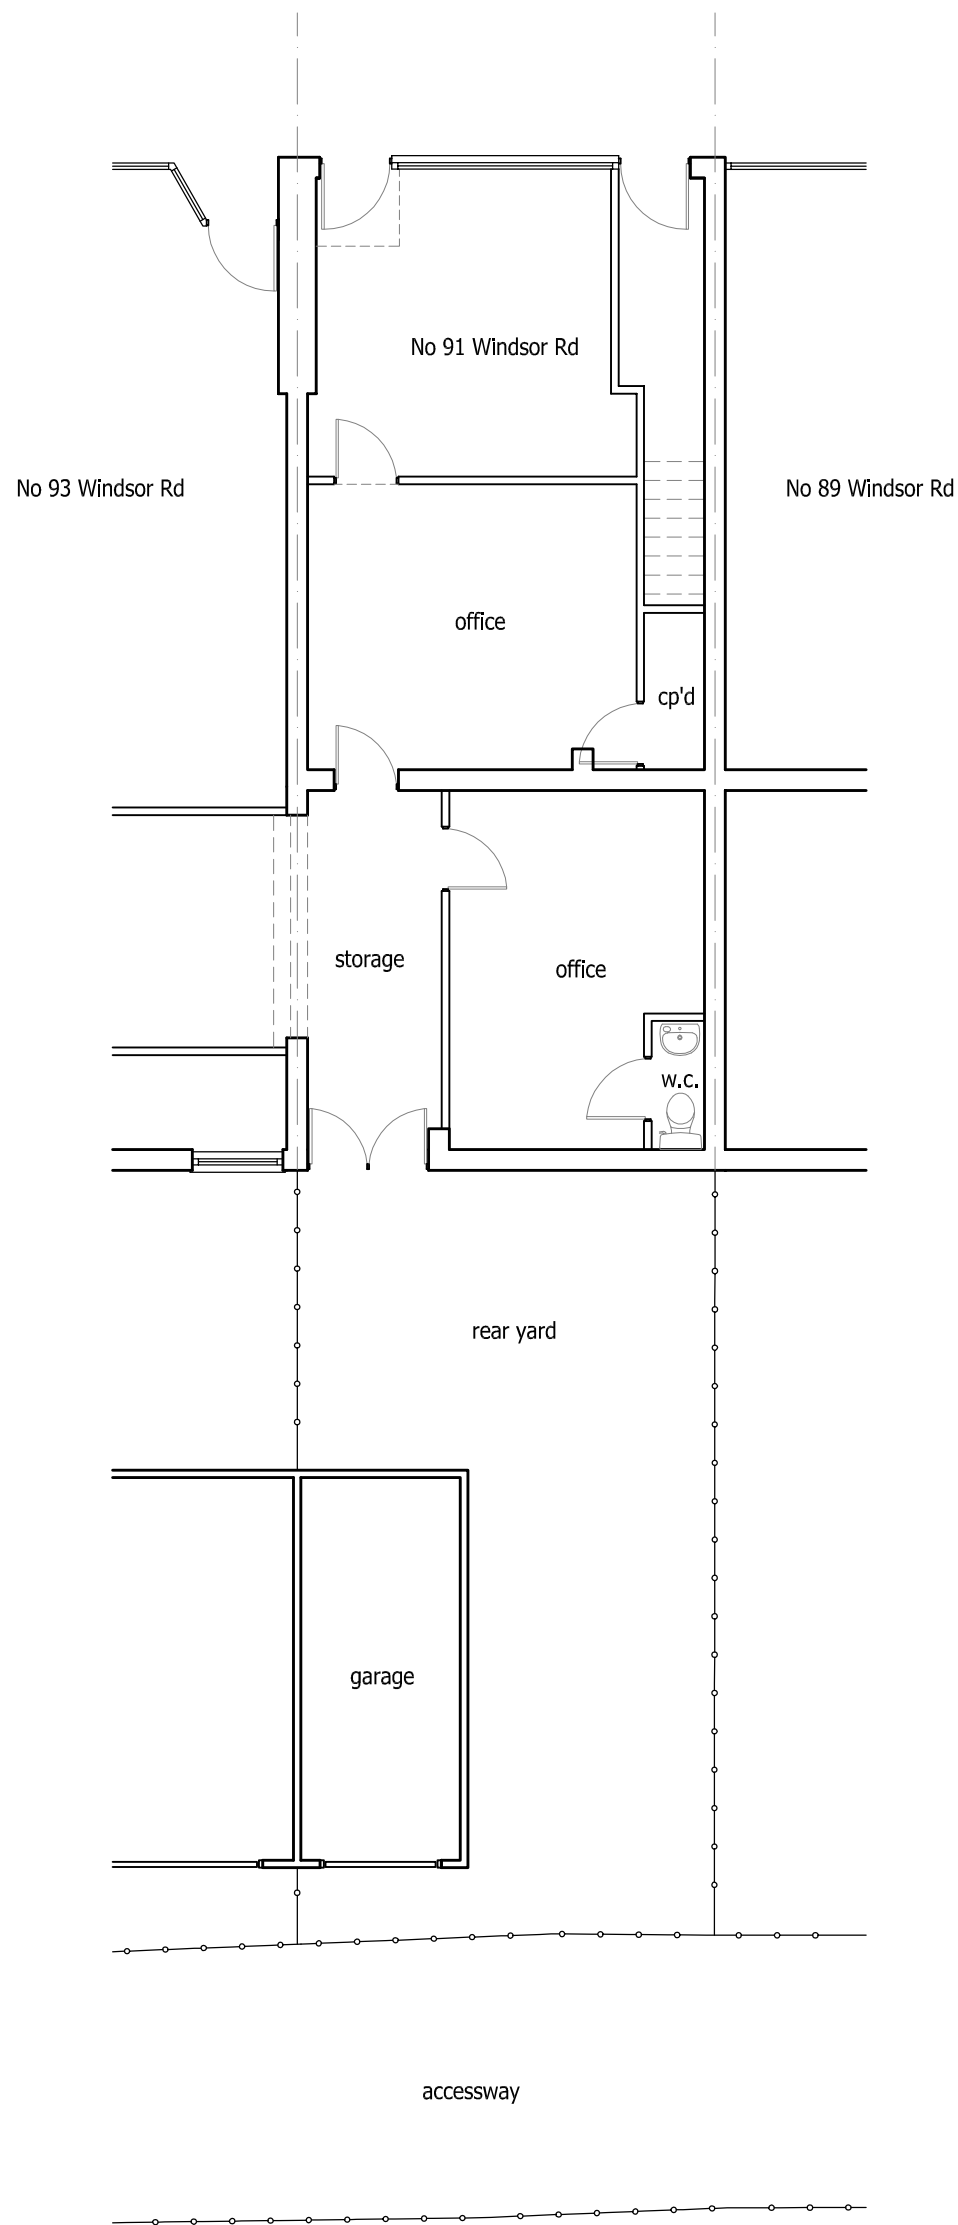 No 91 Windsor Rd
No 93 Windsor Rd
No 89 Windsor Rd
office
cp'd
storage
office
w.c.
rear yard
garage
accessway